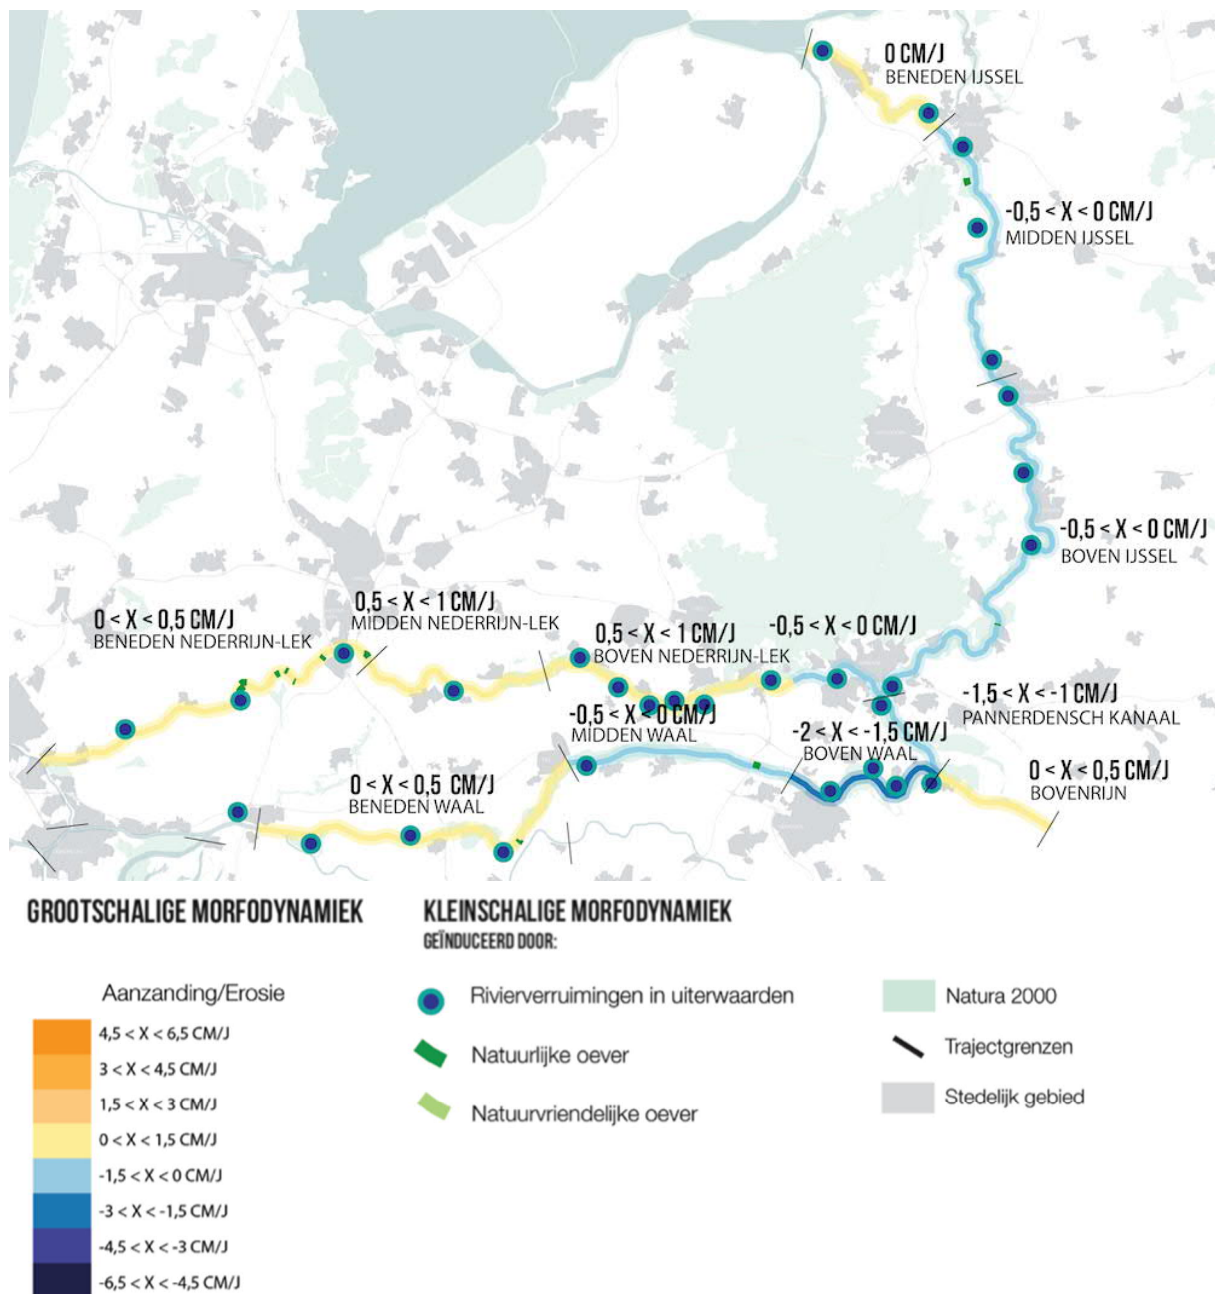 0 CM/J
BENEDEN IJSSEL
-0,5 < X < 0 CM/J
MIDDEN IJSSEL
-0,5 < X < 0 CM/J
BOVEN IJSSEL
0 < X < 0,5 CM/J
BENEDEN NEDERRIJN-LEK
0,5 < X < 1 CM/J
MIDDEN NEDERRIJN-LEK
0,5 < X < 1 CM/J
BOVEN NEDERRIJN-LEK
-0,5 < X < 0 CM/J
-1,5 < X < -1 CM/J
PANNERDENSCH KANAAL
-0,5 < X < 0 CM/J
MIDDEN WAAL
-2 < X < -1,5 CM/J
BOVEN WAAL
0 < X < 0,5 CM/J
BOVENRIJN
0 < X < 0,5 CM/J
BENEDEN WAAL
GROOTSCHALIGE MORFODYNAMIEK
Aanzanding/Erosie
4,5 < X < 6,5 CM/J
3 < X < 4,5 CM/J
1,5 < X < 3 CM/J
0 < X < 1,5 CM/J
-1,5 < X < 0 CM/J
-3 < X < -1,5 CM/J
-4,5 < X < -3 CM/J
-6,5 < X < -4,5 CM/J
KLEINSCHALIGE MORFODYNAMIEK
GEÏNDUCEERD DOOR:
Rivierverruimingen in uiterwaarden
Natuurlijke oever
Natuurvriendelijke oever
Natura 2000
Trajectgrenzen
Stedelijk gebied